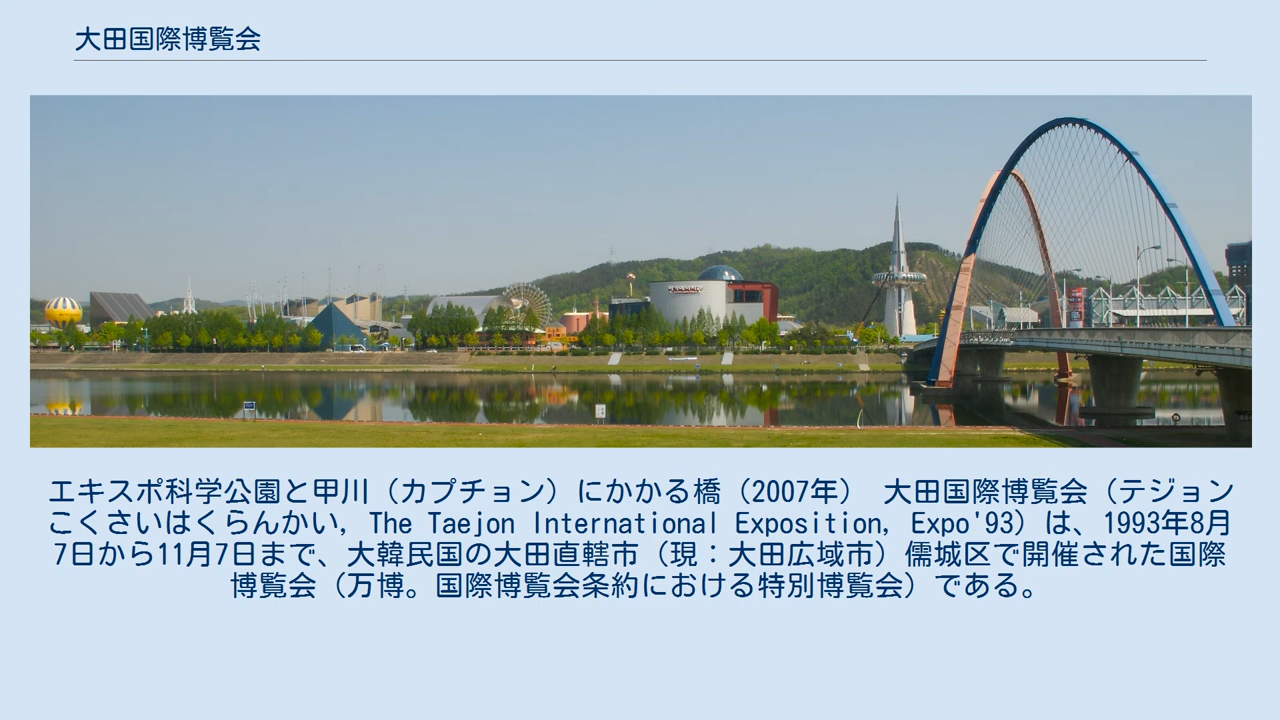 大田国際博覧会
エキスポ科学公園と甲川（カプチョン）にかかる橋（2007年） 大田国際博覧会（テジョン
こくさいはくらんかい, The Taejon International Exposition, Expo'93）は、1993年8月
7日から11月7日まで、大韓民国の大田直轄市（現：大田広域市）儒城区で開催された国際
博覧会（万博。国際博覧会条約における特別博覧会）である。